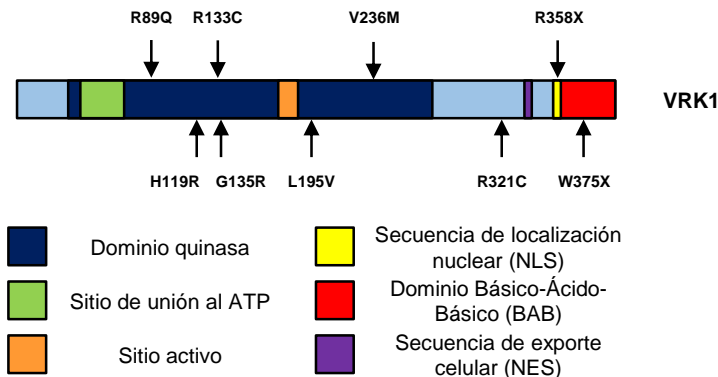 R89Q R133C V236M R358X
VRK1
H119R G135R L195V R321C W375X
Dominio quinasa
Sitio de unión al ATP
Sitio activo
Secuencia de localización
nuclear (NLS)
Dominio Básico-Ácido-
Básico (BAB)
Secuencia de exporte
celular (NES)